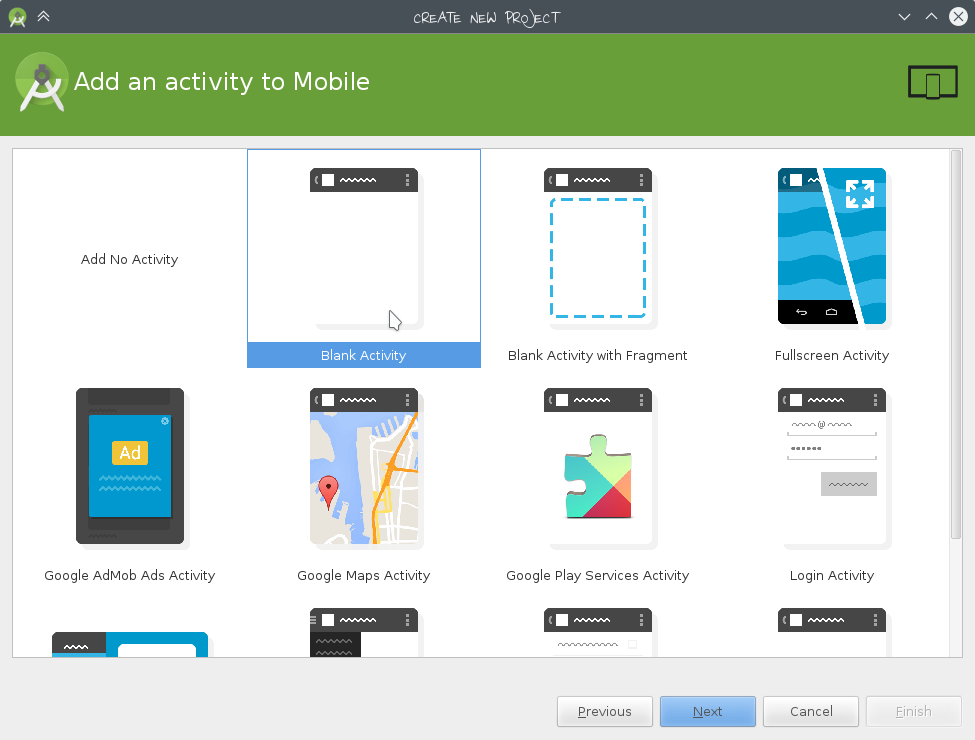 CREATE NEW PROJECT
Add an activity to Mobile
Add No Activity
Blank Activity
Blank Activity with Fragment
Fullscreen Activity
Ad
@
Google AdMob Ads Activity
Google Maps Activity
Google Play Services Activity
Login Activity
Previous
Next
Cancel
Finish